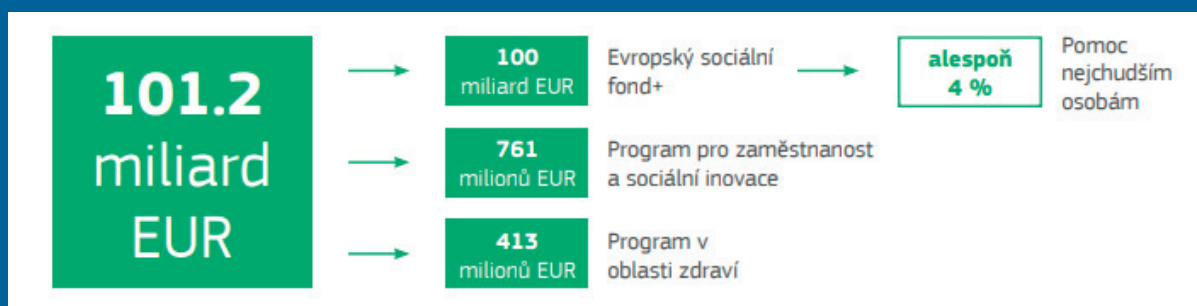 101.2
miliard
EUR
100
miliard EUR
Evropský sociální
fond+
alespoň
4 %
Pomoc
nejchudším
osobám
761
milionů EUR
Program pro zaměstnanost
a sociální inovace
413
milionů EUR
Program v
oblasti zdraví